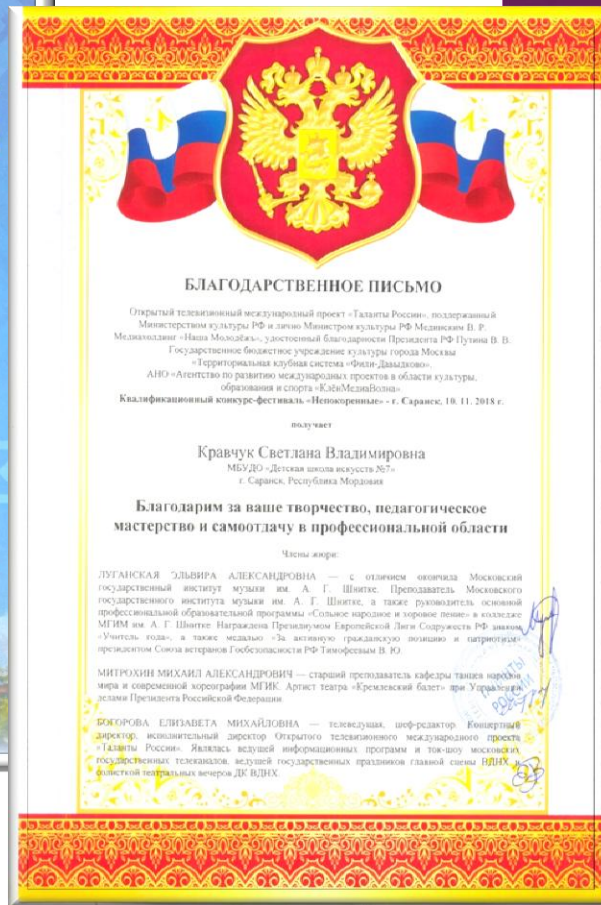 БЛАГОДАРСТВЕННОЕ ПИСЬМО
Открытый телевизионный международный проект «Таланты России», поддержанный
Министерством культуры РФ и лично Министром культуры РФ Мединским В. Р.
Медиахолдинг «Наша Молодёжь», удостоенный благодарности Президента РФ Путина В. В.
Государственное бюджетное учреждение культуры города Москвы
«Территориальная клубная система «Фили-Давыдково».
АНО «Агентство по развитию международных проектов в области культуры,
образования и спорта «КлёнМедиаВолна»
Квалификационный конкурс-фестиваль «Непокоренные» - г. Саранск, 10. 11. 2018 г.
получает
Кравчук Светлана Владимировна
МБУДО «Детская школа искусств №7»
г. Саранск, Республика Мордовия
Благодарим за ваше творчество, педагогическое
мастерство и самоотдачу в профессиональной области
Члены жюри:
ЛУГАНСКАЯ ЭЛЬВИРА АЛЕКСАНДРОВНА — с отличием окончила Московский
государственный институт музыки им. А. Г. Шнитке. Преподаватель Московского
государственного института музыки им. А. Г. Шнитке, а также руководитель основной
профессиональной образовательной программы «Сольное народное и хоровое пение» в колледже
МГИМ им. А. Г. Шнитке. Награждена Президиумом Европейской Лиги Содружеств РФ знаком
«Учитель года», а также медалью «За активную гражданскую позицию и патриотизм»
президентом Союза ветеранов Госбезопасности РФ Тимофеевым В. Ю.
МИТРОХИН МИХАИЛ АЛЕКСАНДРОВИЧ — старший преподаватель кафедры танцев народов
мира и современной хореографии МГИК. Артист театра «Кремлевский балет» при Управлении
делами Президента Российской Федерации.
БОГОРОВА ЕЛИЗАВЕТА МИХАЙЛОВНА — телеведущая, шеф-редактор. Концертный
директор, исполнительный директор Открытого телевизионного международного проекта
«Таланты России». Являлась ведущей информационных программ и ток-шоу московских
государственных телеканалов, ведущей государственных праздников главной сцены ВДНХ и
солисткой театральных вечеров ДК ВДНХ.